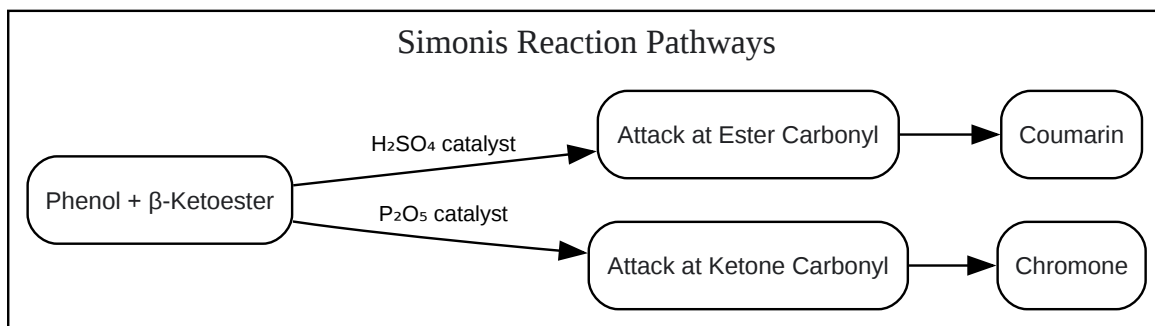 Simonis Reaction Pathways
Phenol + β-Ketoester
H₂SO₄ catalyst
Attack at Ester Carbonyl
Coumarin
P₂O₅ catalyst
Attack at Ketone Carbonyl
Chromone